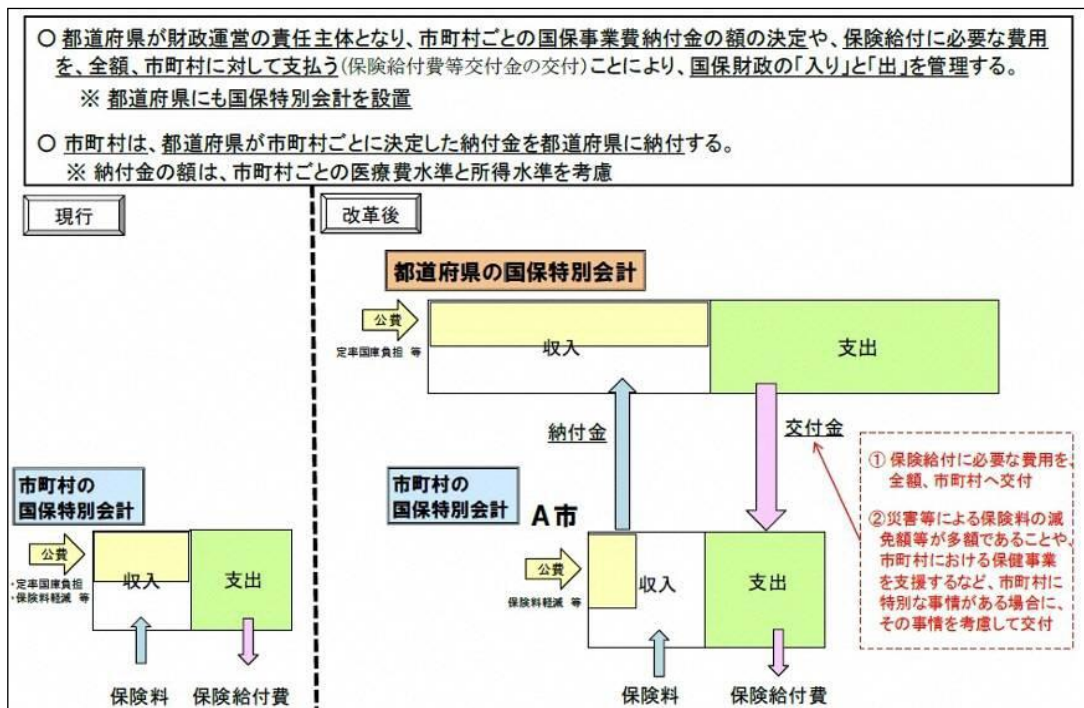 ○ 都道府県が財政運営の責任主体となり、市町村ごとの国保事業費納付金の額の決定や、保険給付に必要な費用
を、全額、市町村に対して支払う(保険給付費等交付金の交付)ことにより、国保財政の「入り」と「出」を管理する。
※ 都道府県にも国保特別会計を設置
○ 市町村は、都道府県が市町村ごとに決定した納付金を都道府県に納付する。
※ 納付金の額は、市町村ごとの医療費水準と所得水準を考慮
現行
市町村の
国保特別会計
公費
・定率国庫負担
・保険料軽減 等
収入
支出
保険料
保険給付費
改革後
都道府県の国保特別会計
公費
定率国庫負担 等
収入
支出
納付金
交付金
市町村の
国保特別会計
A市
公費
保険料軽減 等
収入
支出
保険料
保険給付費
① 保険給付に必要な費用を、
全額、市町村へ交付
② 災害等による保険料の減
免額等が多額であることや、
市町村における保健事業
を支援するなど、市町村に
特別な事情がある場合に、
その事情を考慮して交付